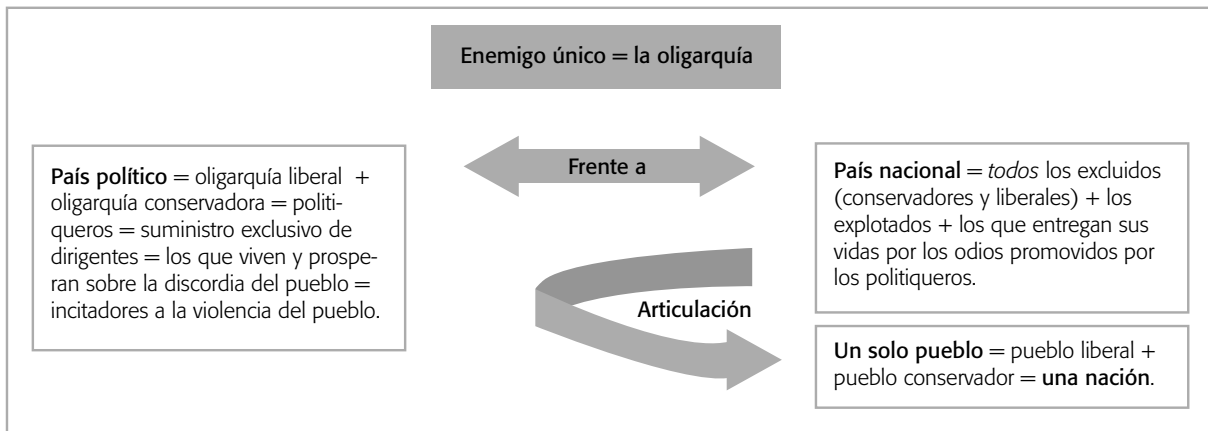 Enemigo único = la oligarquía
País político = oligarquía liberal +
oligarquía conservadora = politi-
queros = suministro exclusivo de
dirigentes = los que viven y prospe-
ran sobre la discordia del pueblo =
incitadores a la violencia del pueblo.
Frente a
País nacional = todos los excluidos
(conservadores y liberales) + los
explotados + los que entregan sus
vidas por los odios promovidos por
los politiqueros.
Articulación
Un solo pueblo = pueblo liberal +
pueblo conservador = una nación.